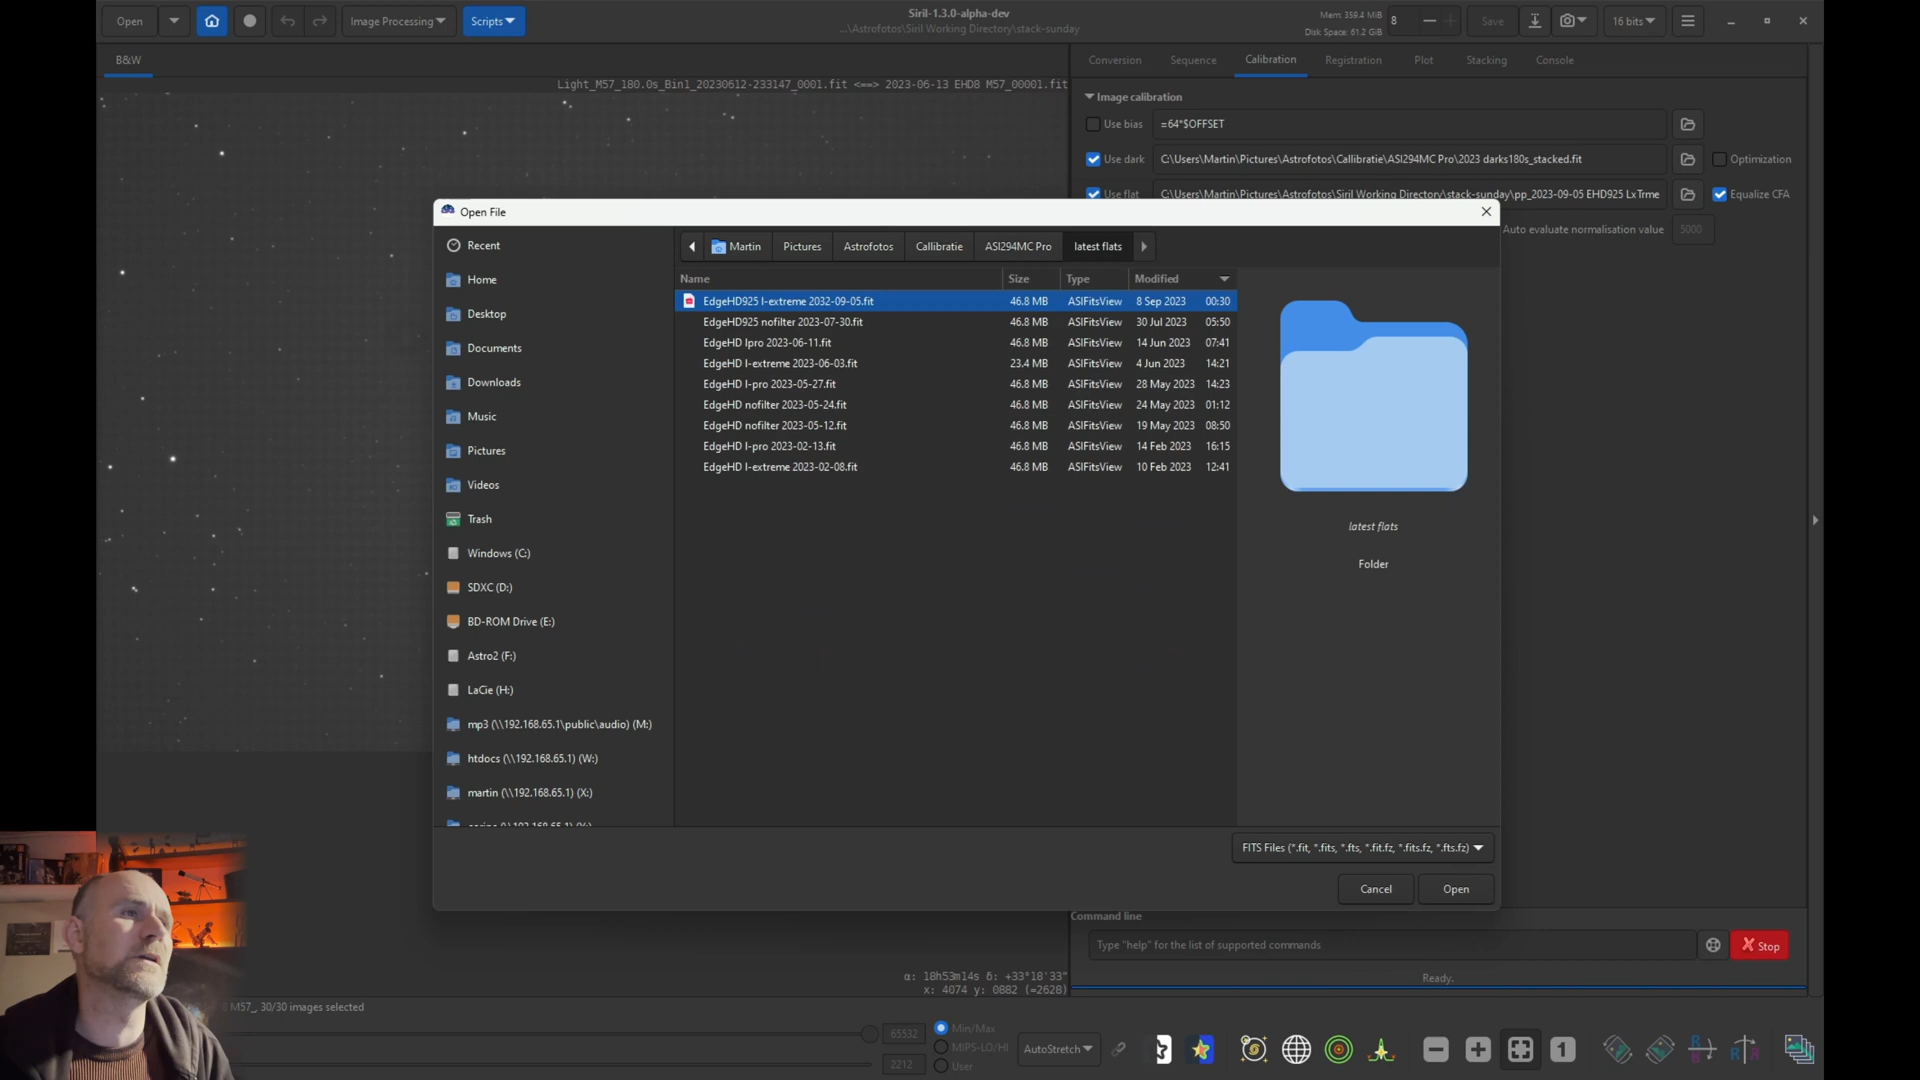 Open
Image Processing
Scripts
Siril-1.3.0-alpha-dev
...\Astrofotos\Siril Working Directory\stack-sunday
Mem: 359.4 MiB
Disk Space: 61.2 GiB
8
Save
16 bits
B&W
Light_M57_180.0s_Bin1_20230612-233147_0001.fit <==> 2023-06-13 EHD8 M57_00001.fit
Conversion
Sequence
Calibration
Registration
Plot
Stacking
Console
Image calibration
Use bias
=64*$OFFSET
Use dark
C:\Users\Martin\Pictures\Astrofotos\Callibratie\ASI294MC Pro\2023 darks180s_stacked.fit
Optimization
Use flat
C:\Users\Martin\Pictures\Astrofotos\Siril Working Directory\stack-sunday\pp_2023-09-05 EHD925 LxTrme
Equalize CFA
Auto evaluate normalisation value
5000
Open File
Recent
Home
Desktop
Documents
Downloads
Music
Pictures
Videos
Trash
Windows (C:)
SDXC (D:)
BD-ROM Drive (E:)
Astro2 (F:)
LaCie (H:)
mp3 (\\192.168.65.1\public\audio) (M:)
htdocs (\\192.168.65.1) (W:)
martin (\\192.168.65.1) (X:)
Martin
Pictures
Astrofotos
Callibratie
ASI294MC Pro
latest flats
Name Size Type Modified
EdgeHD925 l-extreme 2032-09-05.fit 46.8 MB ASIFitsView 8 Sep 2023 00:30
EdgeHD925 nofilter 2023-07-30.fit 46.8 MB ASIFitsView 30 Jul 2023 05:50
EdgeHD lpro 2023-06-11.fit 46.8 MB ASIFitsView 14 Jun 2023 07:41
EdgeHD l-extreme 2023-06-03.fit 23.4 MB ASIFitsView 4 Jun 2023 14:21
EdgeHD l-pro 2023-05-27.fit 46.8 MB ASIFitsView 28 May 2023 14:23
EdgeHD nofilter 2023-05-24.fit 46.8 MB ASIFitsView 24 May 2023 01:12
EdgeHD nofilter 2023-05-12.fit 46.8 MB ASIFitsView 19 May 2023 08:50
EdgeHD l-pro 2023-02-13.fit 46.8 MB ASIFitsView 14 Feb 2023 16:15
EdgeHD l-extreme 2023-02-08.fit 46.8 MB ASIFitsView 10 Feb 2023 12:41
latest flats
Folder
FITS Files (*.fit, *.fits, *.fts, *.fit.fz, *.fits.fz, *.fts.fz)
Cancel
Open
Command line
Type "help" for the list of supported commands
Stop
Ready.
α: 18h53m14s δ: +33°18'33"
x: 4074 y: 0882 (=2628)
M57_, 30/30 images selected
65532
2212
Min/Max
MIPS-LO/HI
User
AutoStretch
1